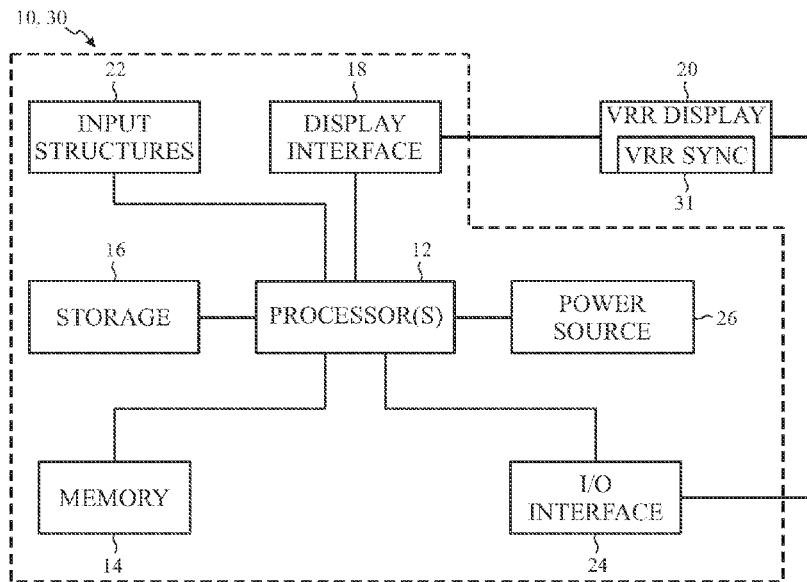 10, 30
22
INPUT
STRUCTURES
18
DISPLAY
INTERFACE
20
VRR DISPLAY
VRR SYNC
31
16
STORAGE
12
PROCESSOR(S)
POWER
SOURCE
26
MEMORY
14
I/O
INTERFACE
24